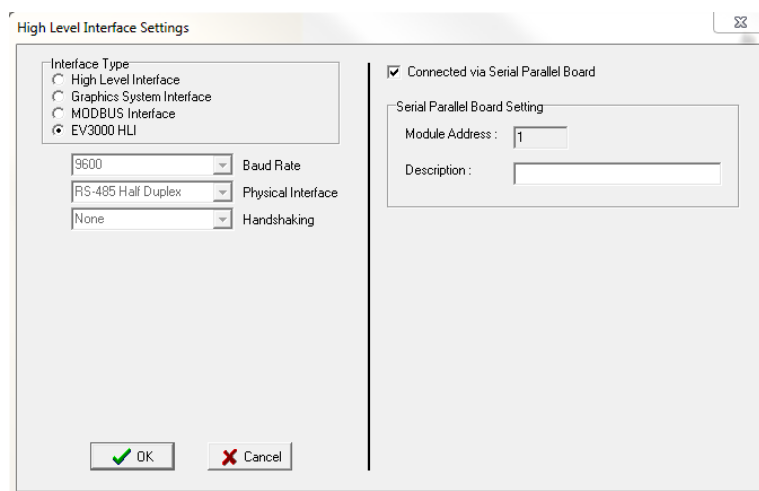 High Level Interface Settings
Interface Type
High Level Interface
Graphics System Interface
MODBUS Interface
EV3000 HLI
9600 Baud Rate
RS-485 Half Duplex Physical Interface
None Handshaking
Connected via Serial Parallel Board
Serial Parallel Board Setting
Module Address : 1
Description :
OK Cancel